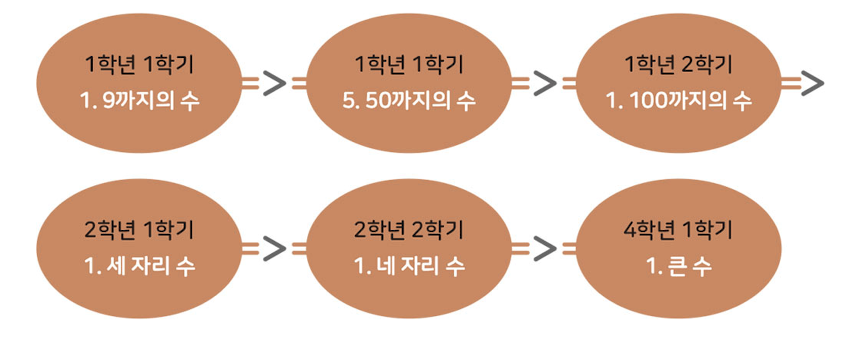 1학년 1학기
1. 9까지의 수
1학년 1학기
5. 50까지의 수
1학년 2학기
1. 100까지의 수
2학년 1학기
1. 세 자리 수
2학년 2학기
1. 네 자리 수
4학년 1학기
1. 큰 수